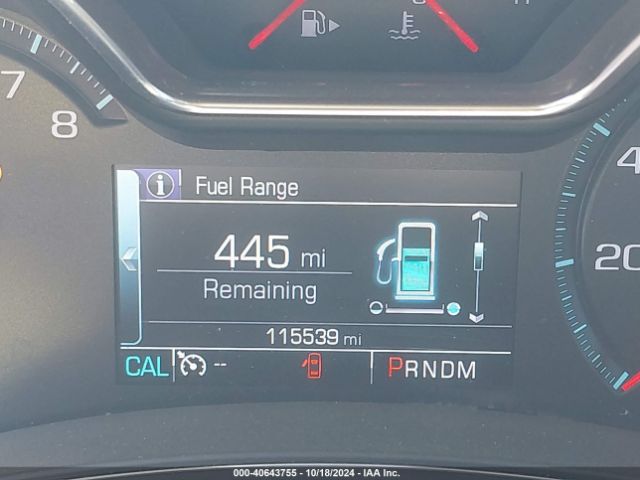 7
8
4
20
i Fuel Range
445 mi
Remaining
115539 mi
CAL -- PRNDM
000-40643755 - 10/18/2024 - IAA Inc.